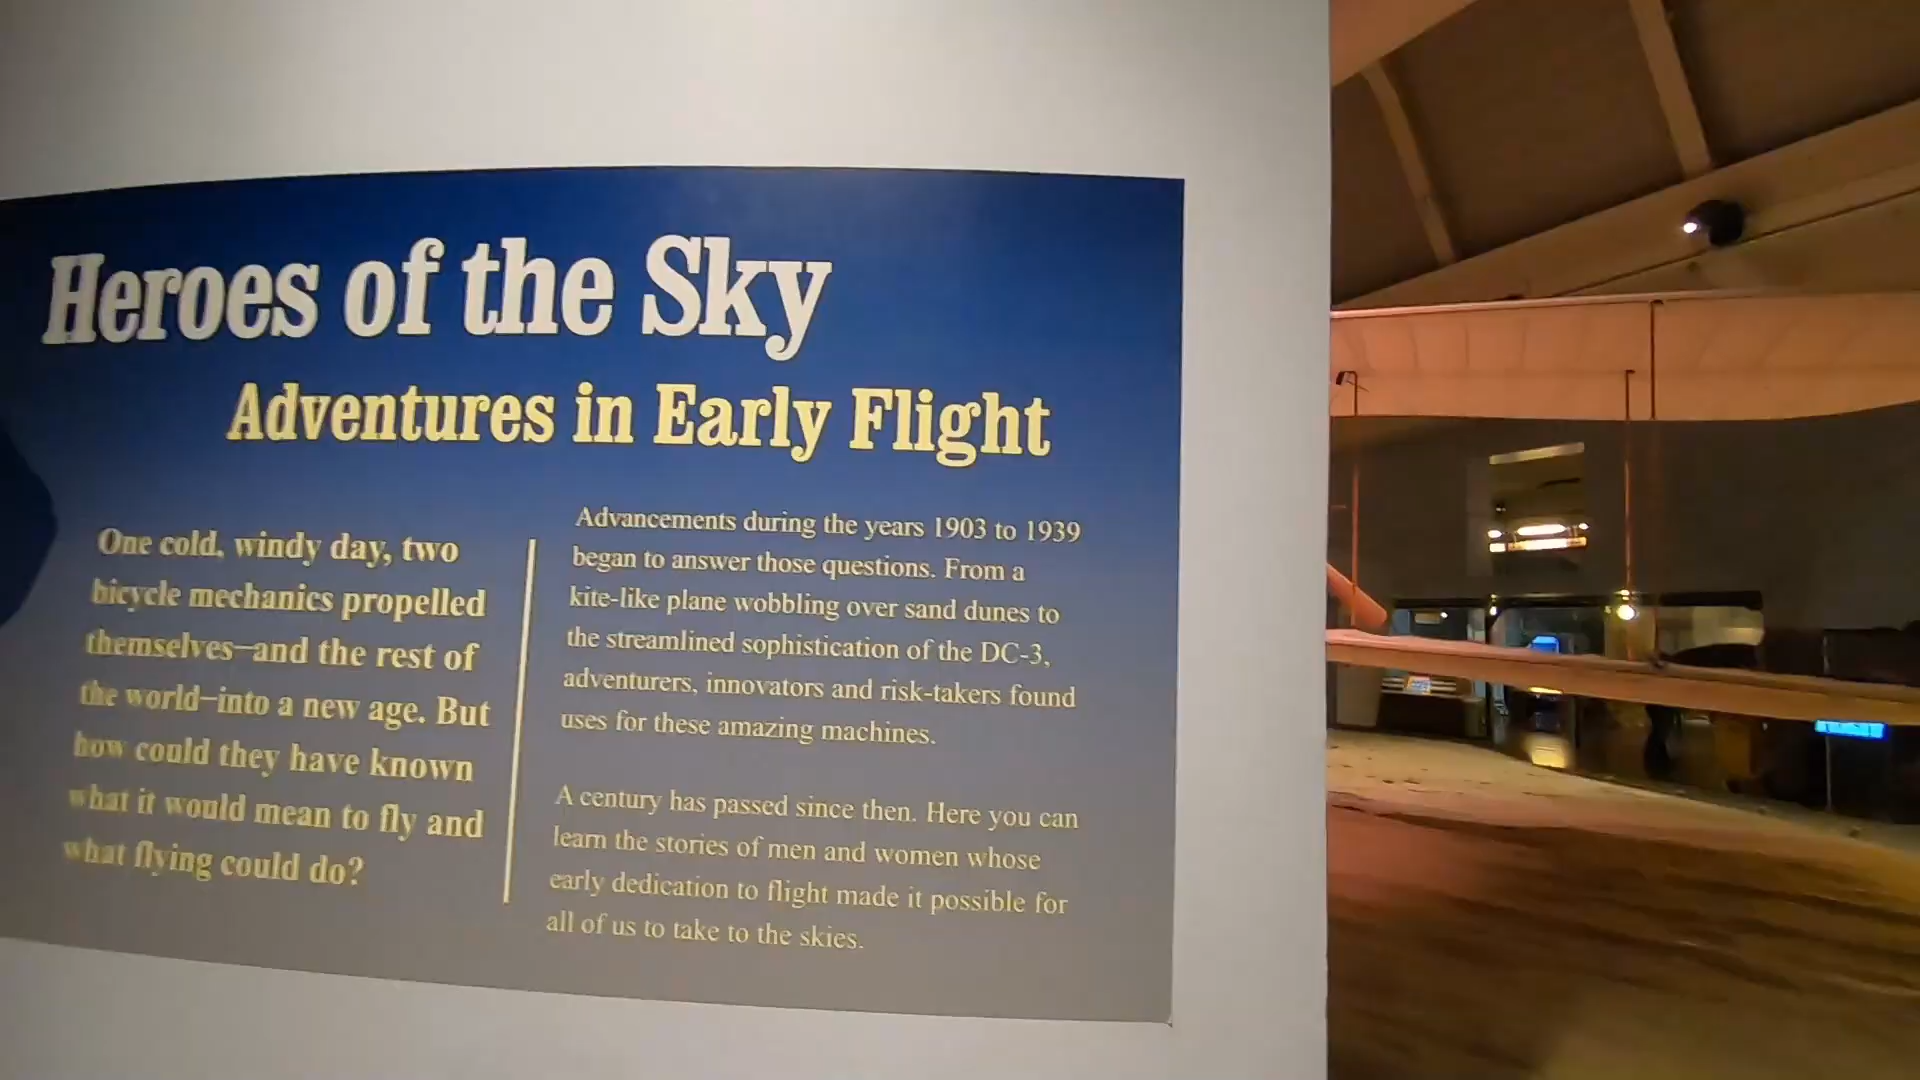 Heroes of the Sky
Adventures in Early Flight
One cold, windy day, two
bicycle mechanics propelled
themselves—and the rest of
the world—into a new age. But
how could they have known
what it would mean to fly and
what flying could do?
Advancements during the years 1903 to 1939
began to answer those questions. From a
kite-like plane wobbling over sand dunes to
the streamlined sophistication of the DC-3,
adventurers, innovators and risk-takers found
uses for these amazing machines.
A century has passed since then. Here you can
learn the stories of men and women whose
early dedication to flight made it possible for
all of us to take to the skies.